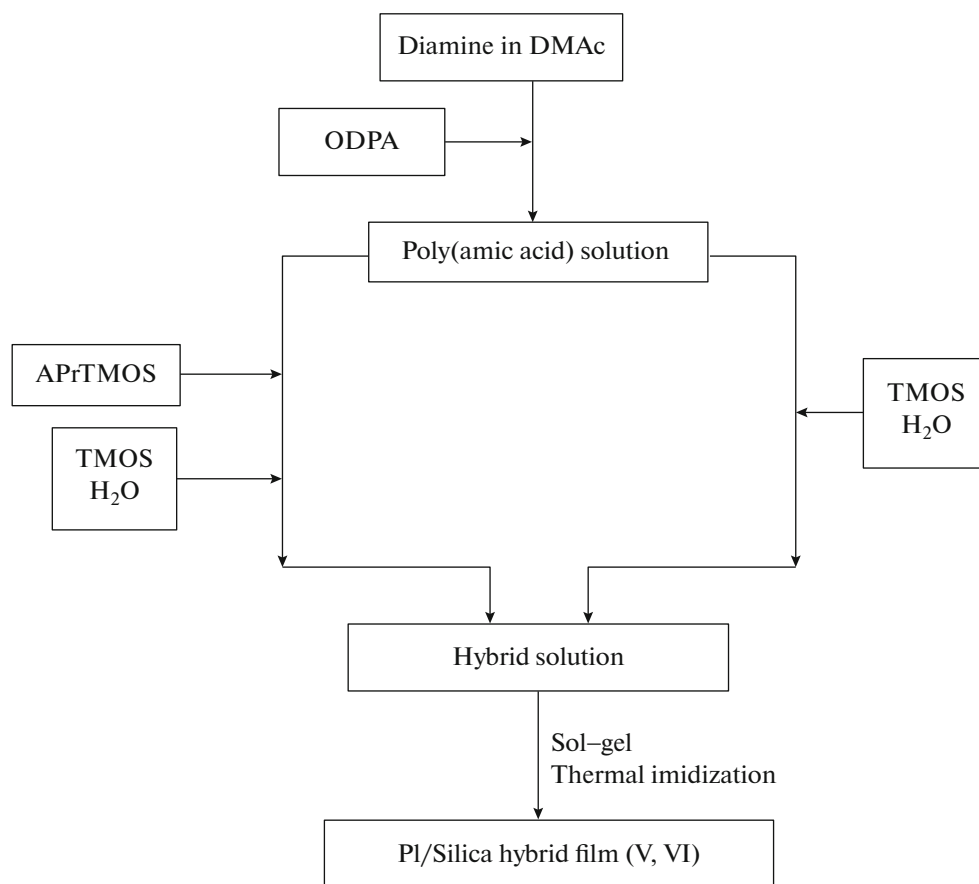 Diamine in DMAc
ODPA
Poly(amic acid) solution
APrTMOS
TMOS
H₂O
TMOS
H₂O
Hybrid solution
Sol–gel
Thermal imidization
Pl/Silica hybrid film (V, VI)